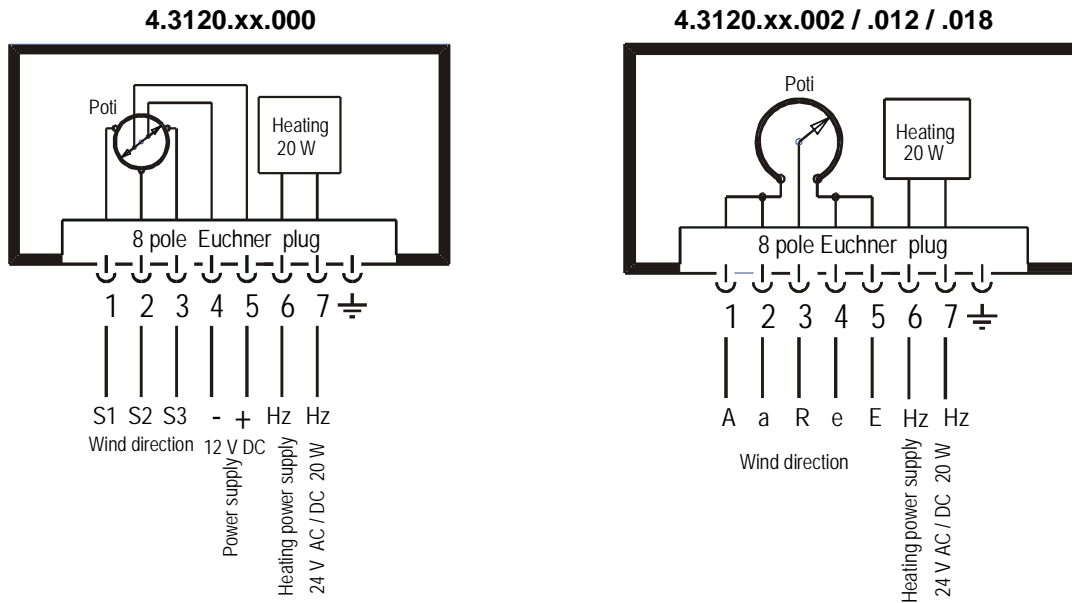 4.3120.xx.000
Poti
Heating
20 W
8 pole Euchner plug
1 2 3 4 5 6 7
S1 S2 S3 - + Hz Hz
Wind direction 12 V DC
Power supply
Heating power supply
24 V AC / DC 20 W
4.3120.xx.002 / .012 / .018
Poti
Heating
20 W
8 pole Euchner plug
1 2 3 4 5 6 7
A a R e E Hz Hz
Wind direction
Heating power supply
24 V AC / DC 20 W